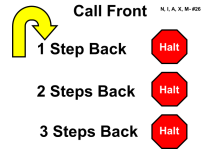 Call Front N, I, A, X, M- #26
1 Step Back Halt
2 Steps Back Halt
3 Steps Back Halt